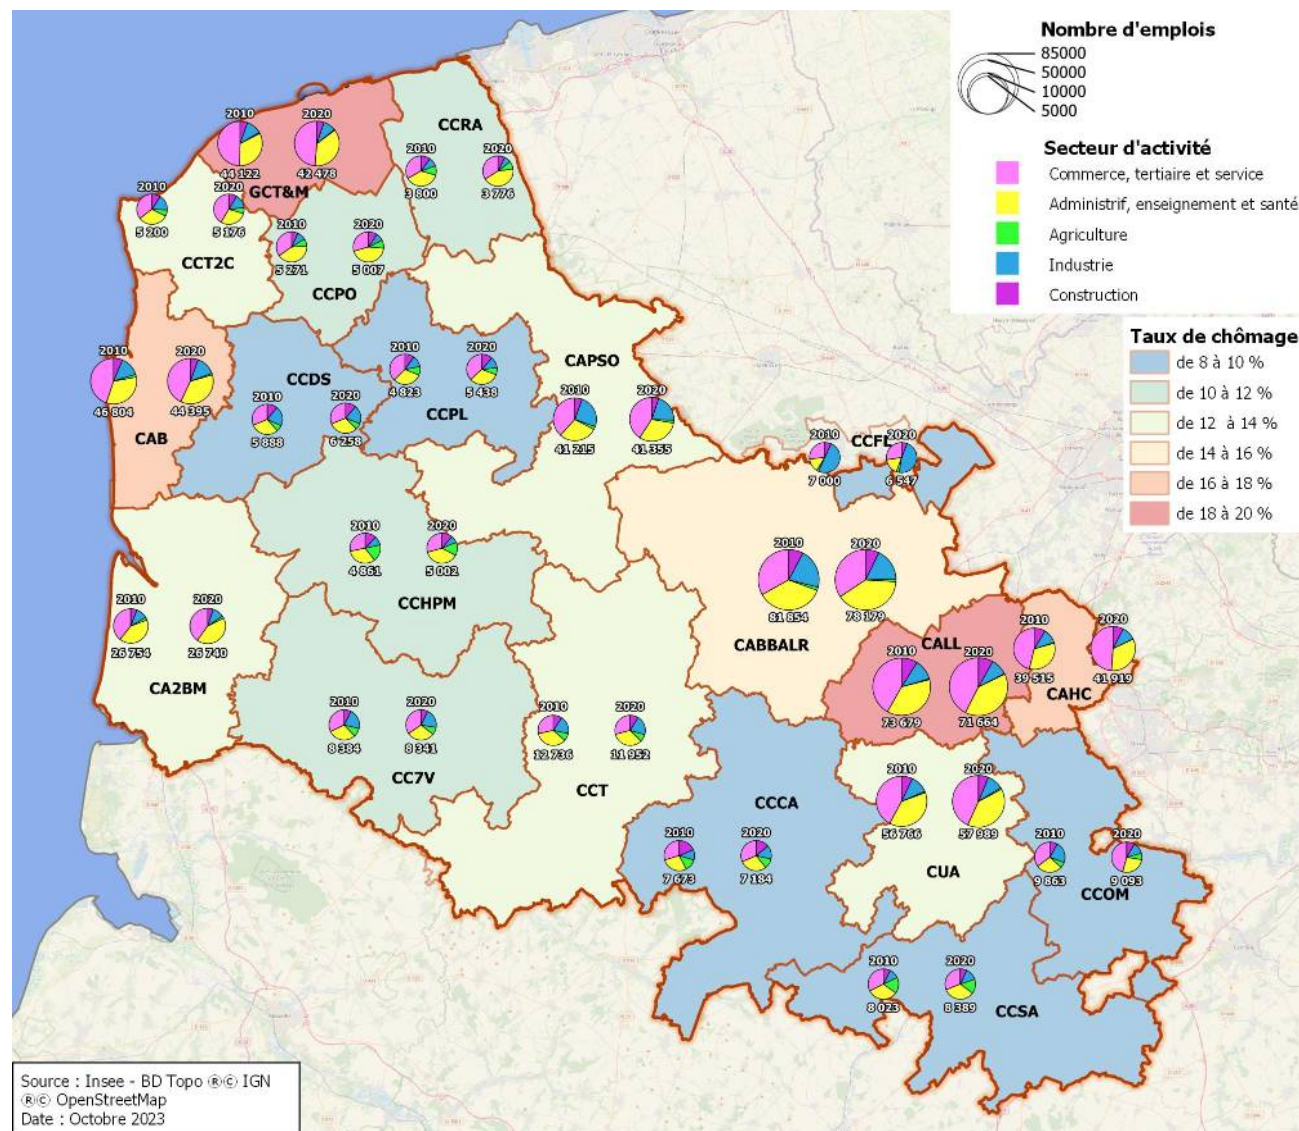 Nombre d'emplois
85000
50000
10000
5000
Secteur d'activité
Commerce, tertiaire et service
Administrif, enseignement et santé
Agriculture
Industrie
Construction
Taux de chômage
de 8 à 10 %
de 10 à 12 %
de 12 à 14 %
de 14 à 16 %
de 16 à 18 %
de 18 à 20 %
2010 2020
44 122 42 478
GCT&M
CCRA
2010 2020
3 800 3 776
2010 2020
5 200 5 176
CCT2C
2010 2020
5 271 5 007
CCPO
2010 2020
46 804 44 395
CAB
CCDS
2010 2020
5 888 6 258
2010 2020
4 823 5 438
CCPL
CAPSO
2010 2020
41 215 41 355
2010 CCFL 2020
7 000 6 547
2010 2020
4 861 5 002
CCHPM
2010 2020
26 754 26 740
CA2BM
2010 2020
81 854 78 179
CABBALR
CALL
2010 2020
73 679 71 664
2010 2020
39 515 41 919
CAHC
2010 2020
8 384 8 341
CC7V
2010 2020
12 736 11 952
CCT
CCCA
2010 2020
7 673 7 184
2010 2020
56 766 57 989
CUA
2010 2020
9 863 9 093
CCOM
2010 2020
8 023 8 389
CCSA
Source : Insee - BD Topo ®© IGN
®© OpenStreetMap
Date : Octobre 2023